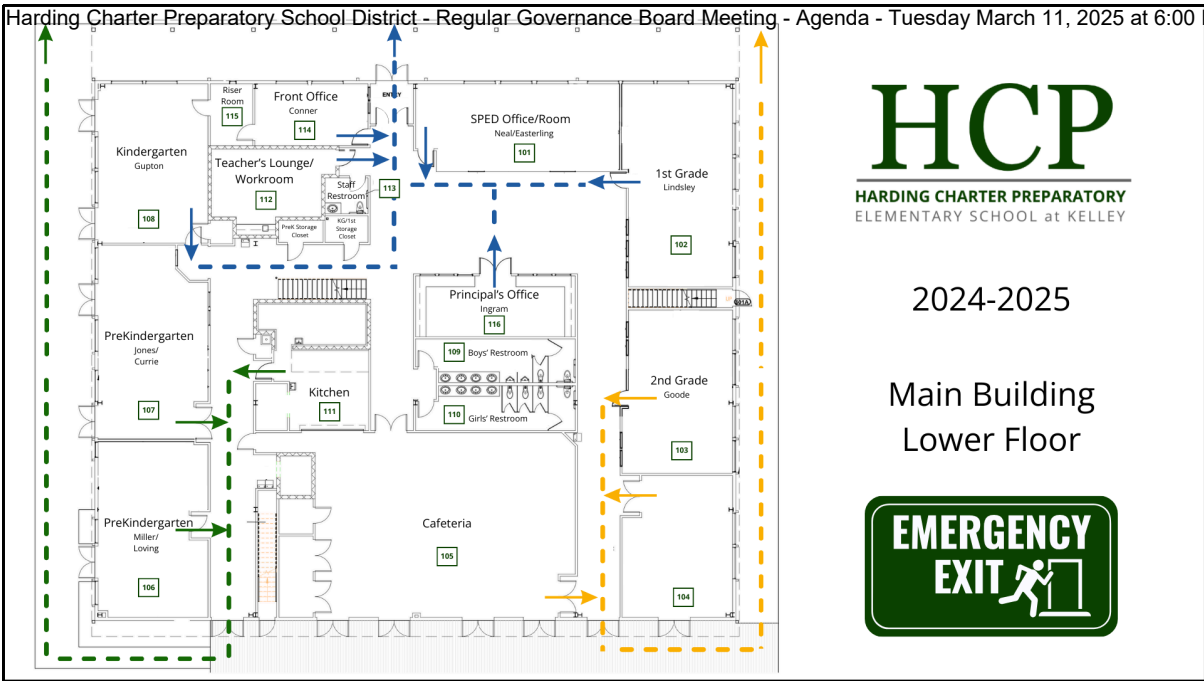 Harding Charter Preparatory School District - Regular Governance Board Meeting - Agenda - Tuesday March 11, 2025 at 6:00
Riser
Room
115
Front Office
Conner
114
ENTRY
SPED Office/Room
Neal/Easterling
101
Kindergarten
Gupton
108
Teacher's Lounge/
Workroom
112
Staff
Restroom
113
PreK Storage
Closet
KG/1st
Storage
Closet
1st Grade
Lindsley
102
Principal's Office
Ingram
116
UP
601A
PreKindergarten
Jones/
Currie
107
Kitchen
111
109
Boys' Restroom
110
Girls' Restroom
2nd Grade
Goode
103
PreKindergarten
Miller/
Loving
106
Cafeteria
105
104
HCP
HARDING CHARTER PREPARATORY
ELEMENTARY SCHOOL at KELLEY
2024-2025
Main Building
Lower Floor
EMERGENCY
EXIT